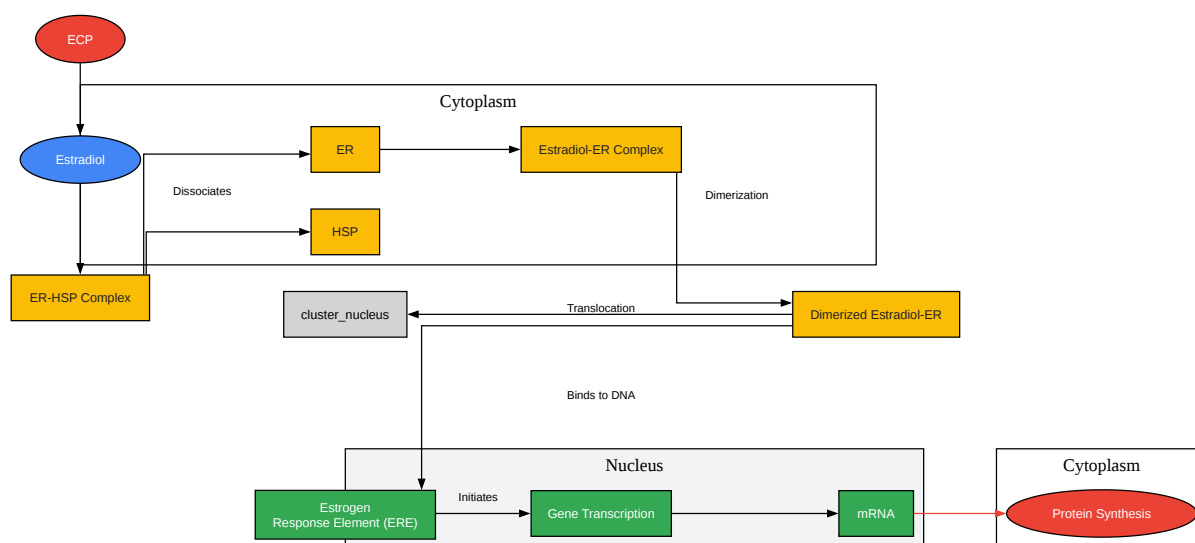 ECP
Cytoplasm
Estradiol
ER
Estradiol-ER Complex
Dissociates
Dimerization
HSP
ER-HSP Complex
cluster_nucleus
Translocation
Dimerized Estradiol-ER
Binds to DNA
Nucleus
Cytoplasm
Estrogen
Response Element (ERE)
Initiates
Gene Transcription
mRNA
Protein Synthesis